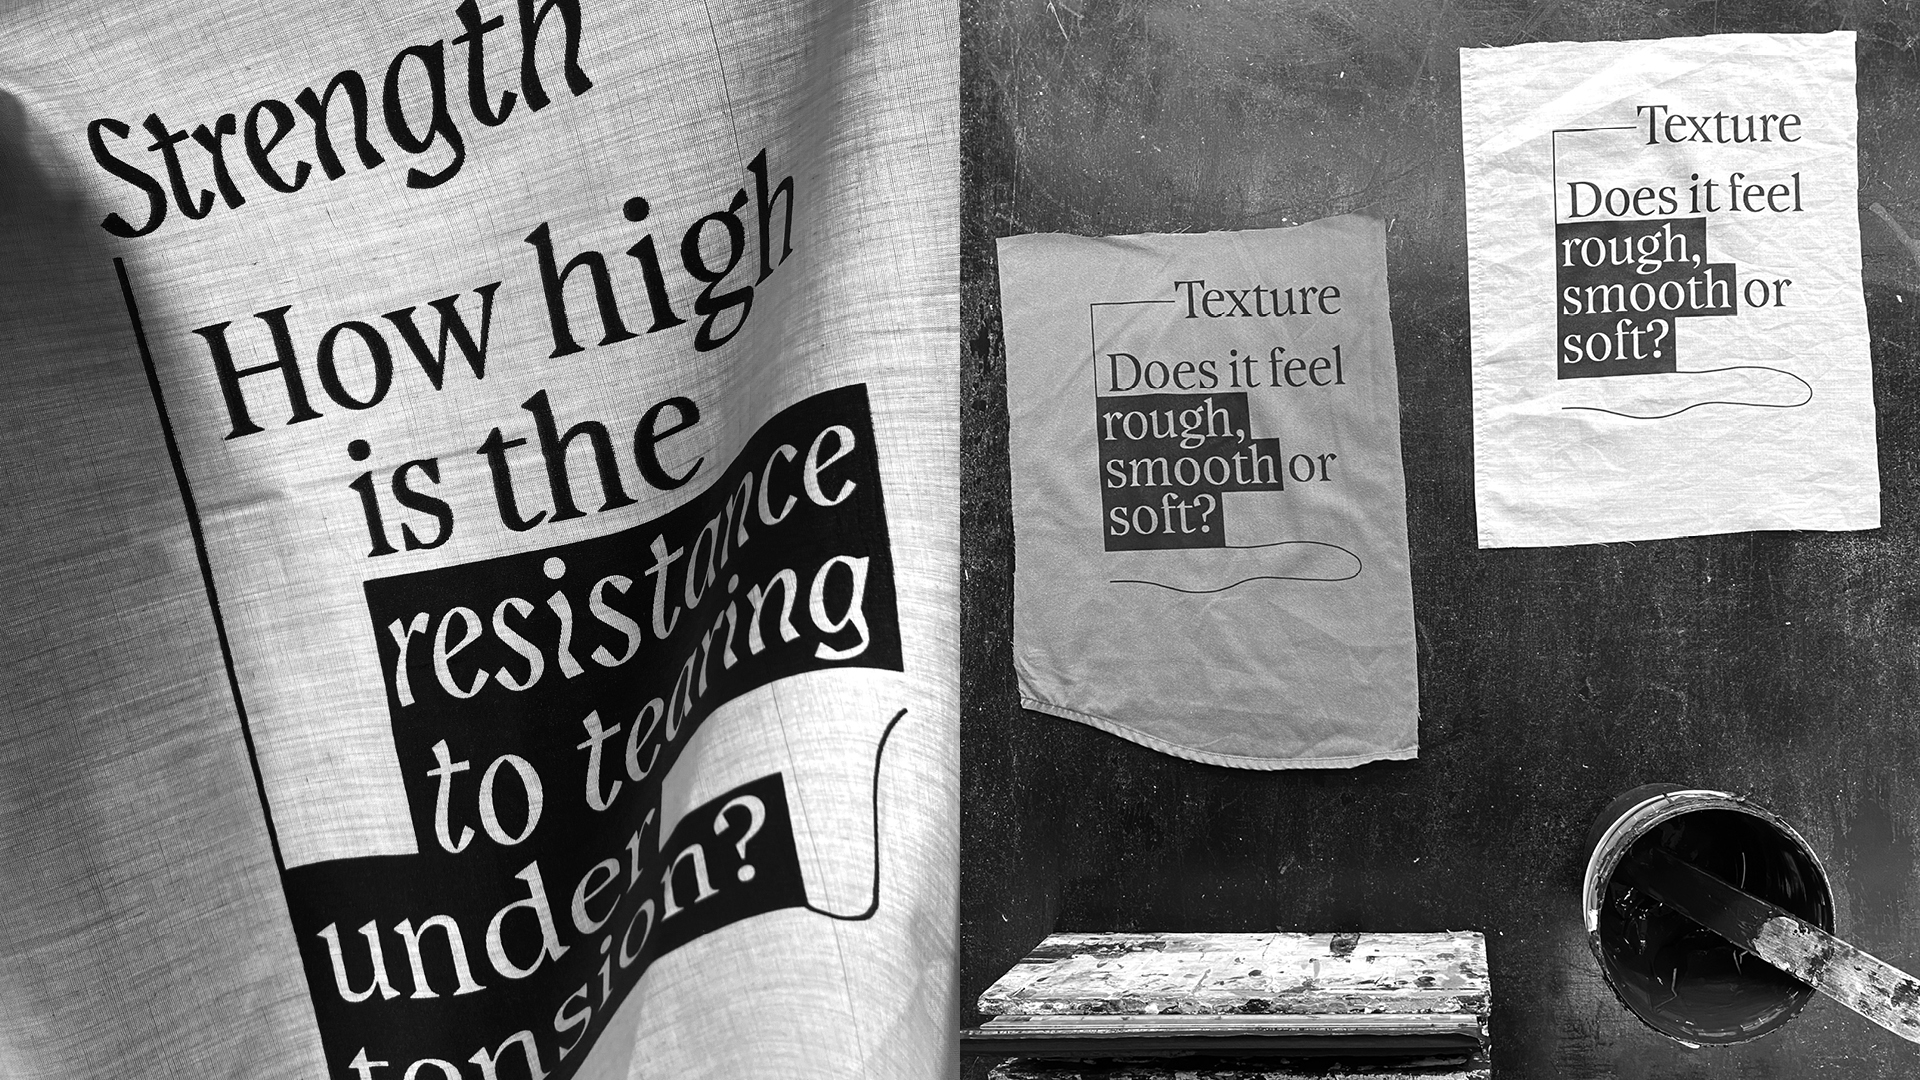 Strength
How high
is the
resistance
to tearing
under
tension?
Texture
Does it feel
rough,
smooth or
soft?
Texture
Does it feel
rough,
smooth or
soft?